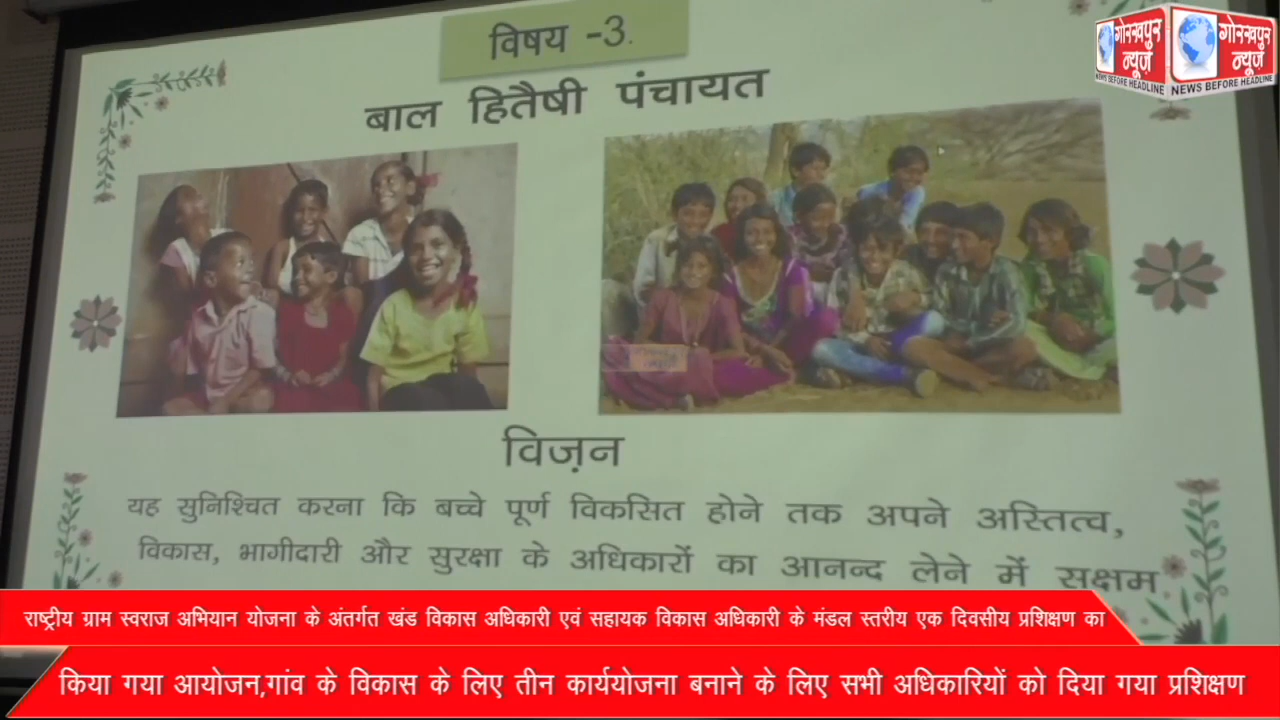 विषय -3.
गोरखपुर
न्यूज़
NEWS BEFORE HEADLINE
गोरखपुर
न्यूज़
NEWS BEFORE HEADLINE
बाल हितैषी पंचायत
विज़न
यह सुनिश्चित करना कि बच्चे पूर्ण विकसित होने तक अपने अस्तित्व,
विकास, भागीदारी और सुरक्षा के अधिकारों का आनन्द लेने में सक्षम
राष्ट्रीय ग्राम स्वराज अभियान योजना के अंतर्गत खंड विकास अधिकारी एवं सहायक विकास अधिकारी के मंडल स्तरीय एक दिवसीय प्रशिक्षण का
किया गया आयोजन,गांव के विकास के लिए तीन कार्ययोजना बनाने के लिए सभी अधिकारियों को दिया गया प्रशिक्षण